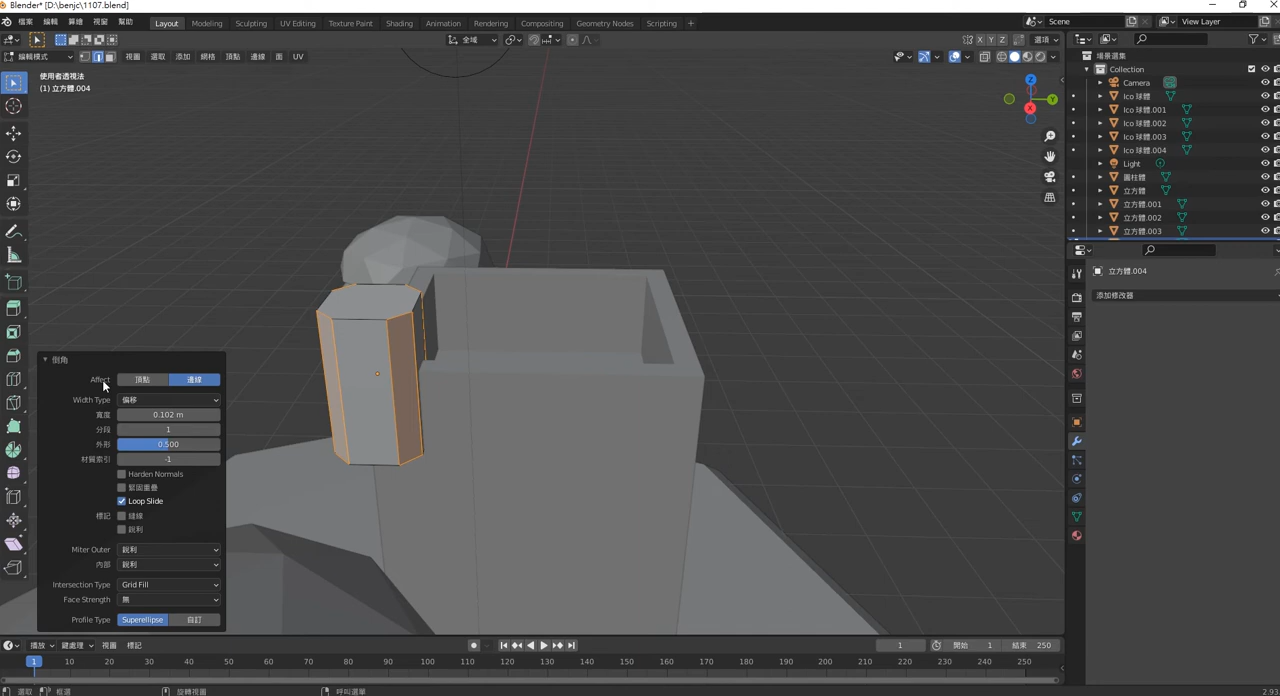 Blender* [D:\benjc\1107.blend]
檔案 編輯 算繪 視窗 幫助 Layout Modeling Sculpting UV Editing Texture Paint Shading Animation Rendering Compositing Geometry Nodes Scripting + Scene View Layer
全域 X Y Z 選項
編輯模式 視圖 選取 添加 網格 頂點 邊線 面 UV
使用者透視法
(1) 立方體.004
Z
Y
X
場景選集
Collection
Camera
Ico 球體
Ico 球體.001
Ico 球體.002
Ico 球體.003
Ico 球體.004
Light
圓柱體
立方體
立方體.001
立方體.002
立方體.003
立方體.004
添加修改器
倒角
Affect 頂點 邊線
Width Type 偏移
寬度 0.102 m
分段 1
外形 0.500
材質索引 -1
Harden Normals
緊固重疊
Loop Slide
標記 縫線
銳利
Miter Outer 銳利
內部 銳利
Intersection Type Grid Fill
Face Strength 無
Profile Type Superellipse 自訂
播放 鍵處理 視圖 標記 1 開始 1 結束 250
1 10 20 30 40 50 60 70 80 90 100 110 120 130 140 150 160 170 180 190 200 210 220 230 240 250
選取 框選 旋轉視圖 呼叫選單 2.93